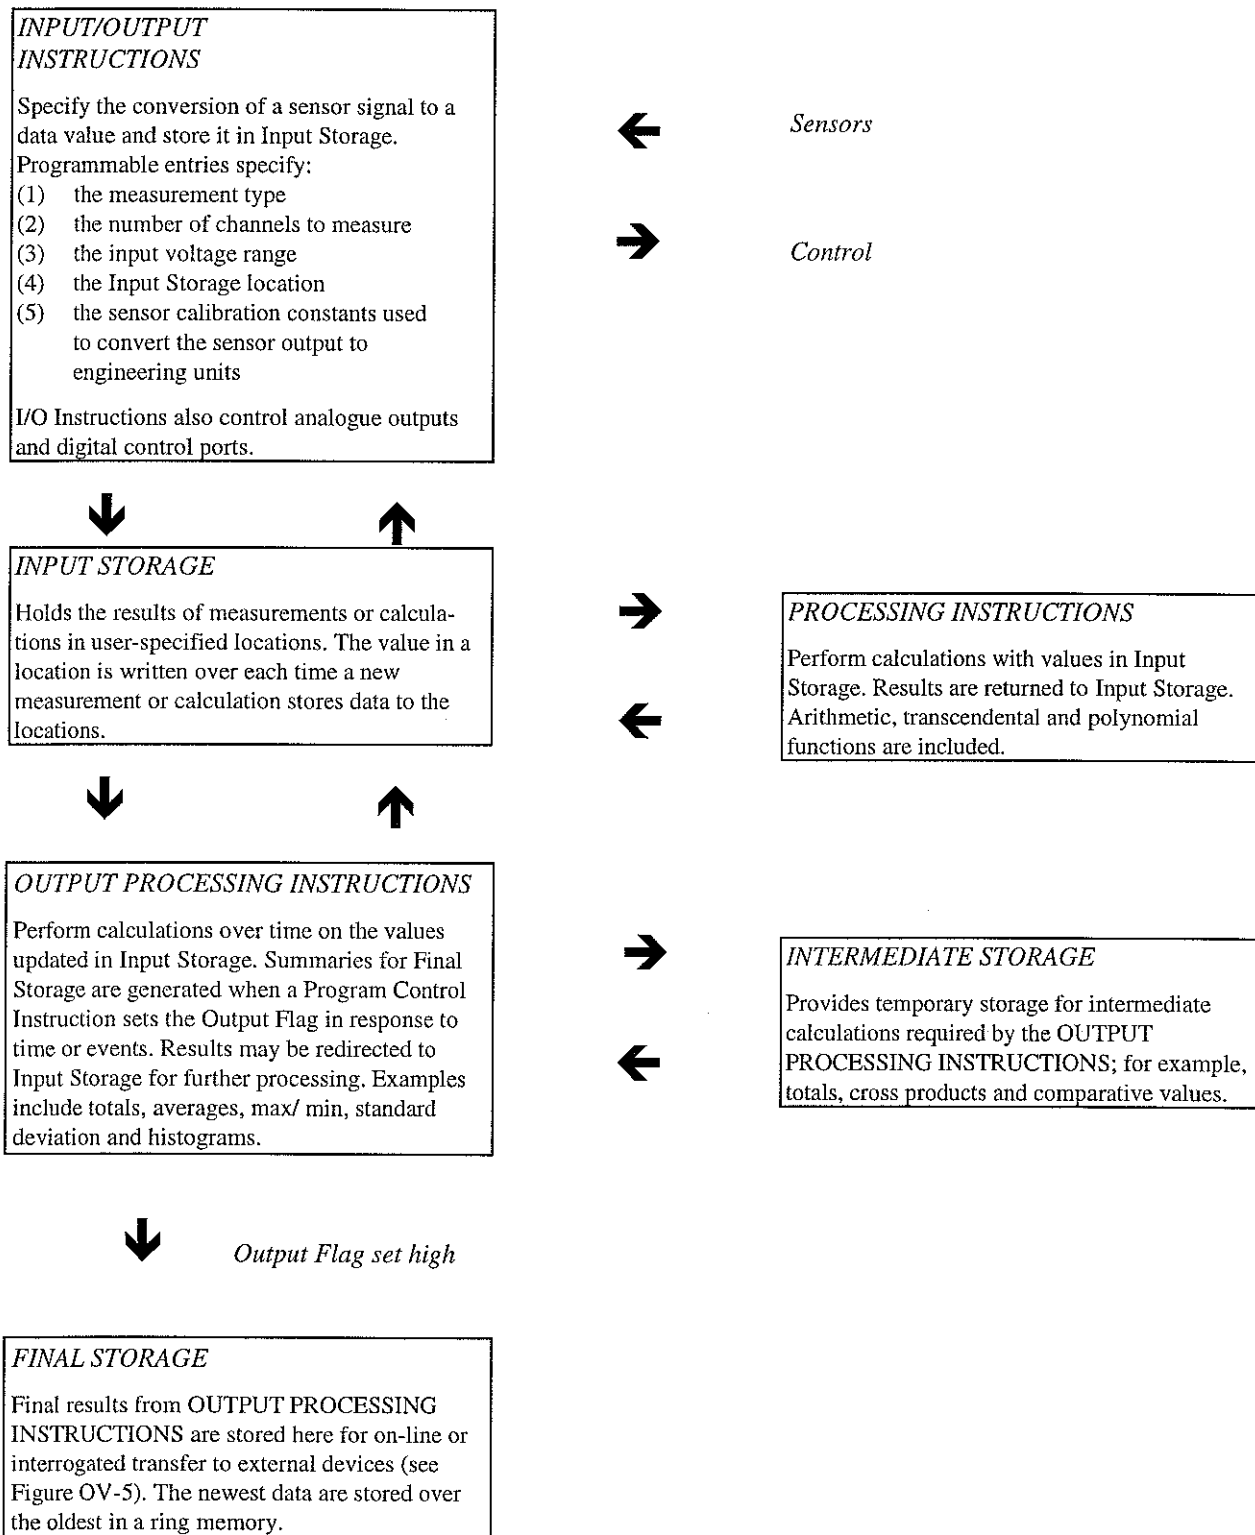 INPUT/OUTPUT
INSTRUCTIONS
Specify the conversion of a sensor signal to a
data value and store it in Input Storage.
Programmable entries specify:
(1) the measurement type
(2) the number of channels to measure
(3) the input voltage range
(4) the Input Storage location
(5) the sensor calibration constants used
to convert the sensor output to
engineering units
I/O Instructions also control analogue outputs
and digital control ports.
Sensors
Control
INPUT STORAGE
Holds the results of measurements or calcula-
tions in user-specified locations. The value in a
location is written over each time a new
measurement or calculation stores data to the
locations.
PROCESSING INSTRUCTIONS
Perform calculations with values in Input
Storage. Results are returned to Input Storage.
Arithmetic, transcendental and polynomial
functions are included.
OUTPUT PROCESSING INSTRUCTIONS
Perform calculations over time on the values
updated in Input Storage. Summaries for Final
Storage are generated when a Program Control
Instruction sets the Output Flag in response to
time or events. Results may be redirected to
Input Storage for further processing. Examples
include totals, averages, max/ min, standard
deviation and histograms.
INTERMEDIATE STORAGE
Provides temporary storage for intermediate
calculations required by the OUTPUT
PROCESSING INSTRUCTIONS; for example,
totals, cross products and comparative values.
Output Flag set high
FINAL STORAGE
Final results from OUTPUT PROCESSING
INSTRUCTIONS are stored here for on-line or
interrogated transfer to external devices (see
Figure OV-5). The newest data are stored over
the oldest in a ring memory.